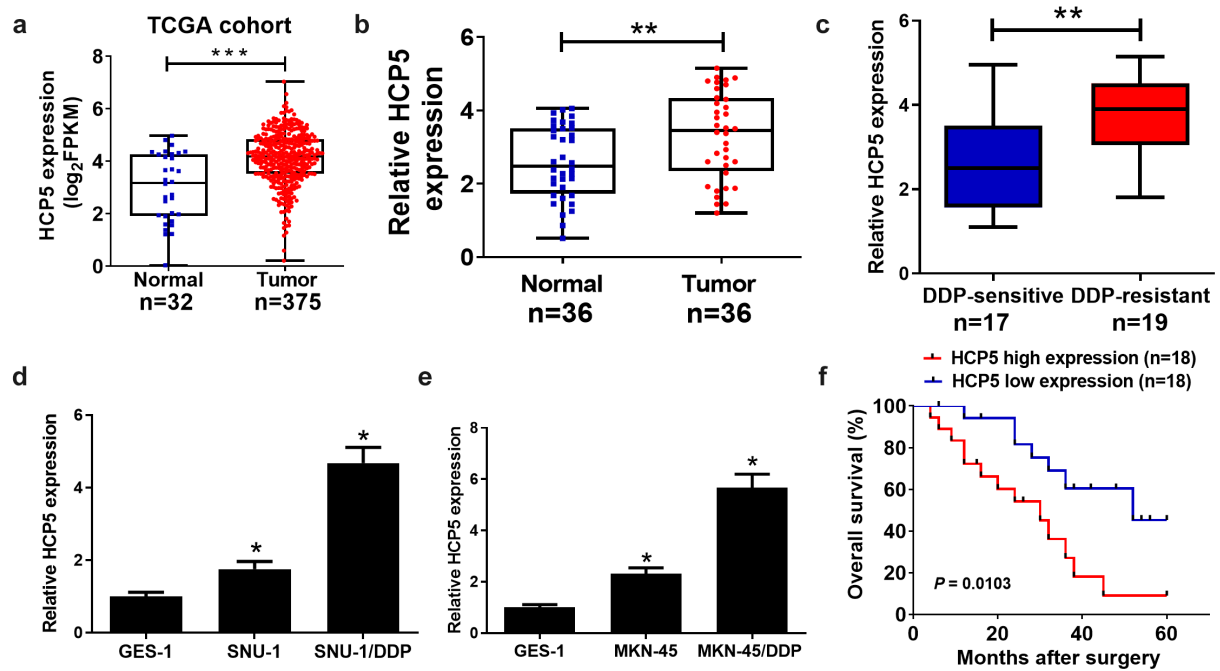 a
TCGA cohort
***
HCP5 expression
(log2FPKM)
8
6
4
2
0
Normal
n=32
Tumor
n=375
b
**
Relative HCP5
expression
6
4
2
0
Normal
n=36
Tumor
n=36
c
**
Relative HCP5 expression
6
4
2
0
DDP-sensitive
n=17
DDP-resistant
n=19
d
Relative HCP5 expression
6
4
2
0
*
*
GES-1
SNU-1
SNU-1/DDP
e
Relative HCP5 expression
8
6
4
2
0
*
*
GES-1
MKN-45
MKN-45/DDP
f
HCP5 high expression (n=18)
HCP5 low expression (n=18)
Overall survival (%)
100
80
60
40
20
0
P = 0.0103
0
20
40
60
Months after surgery